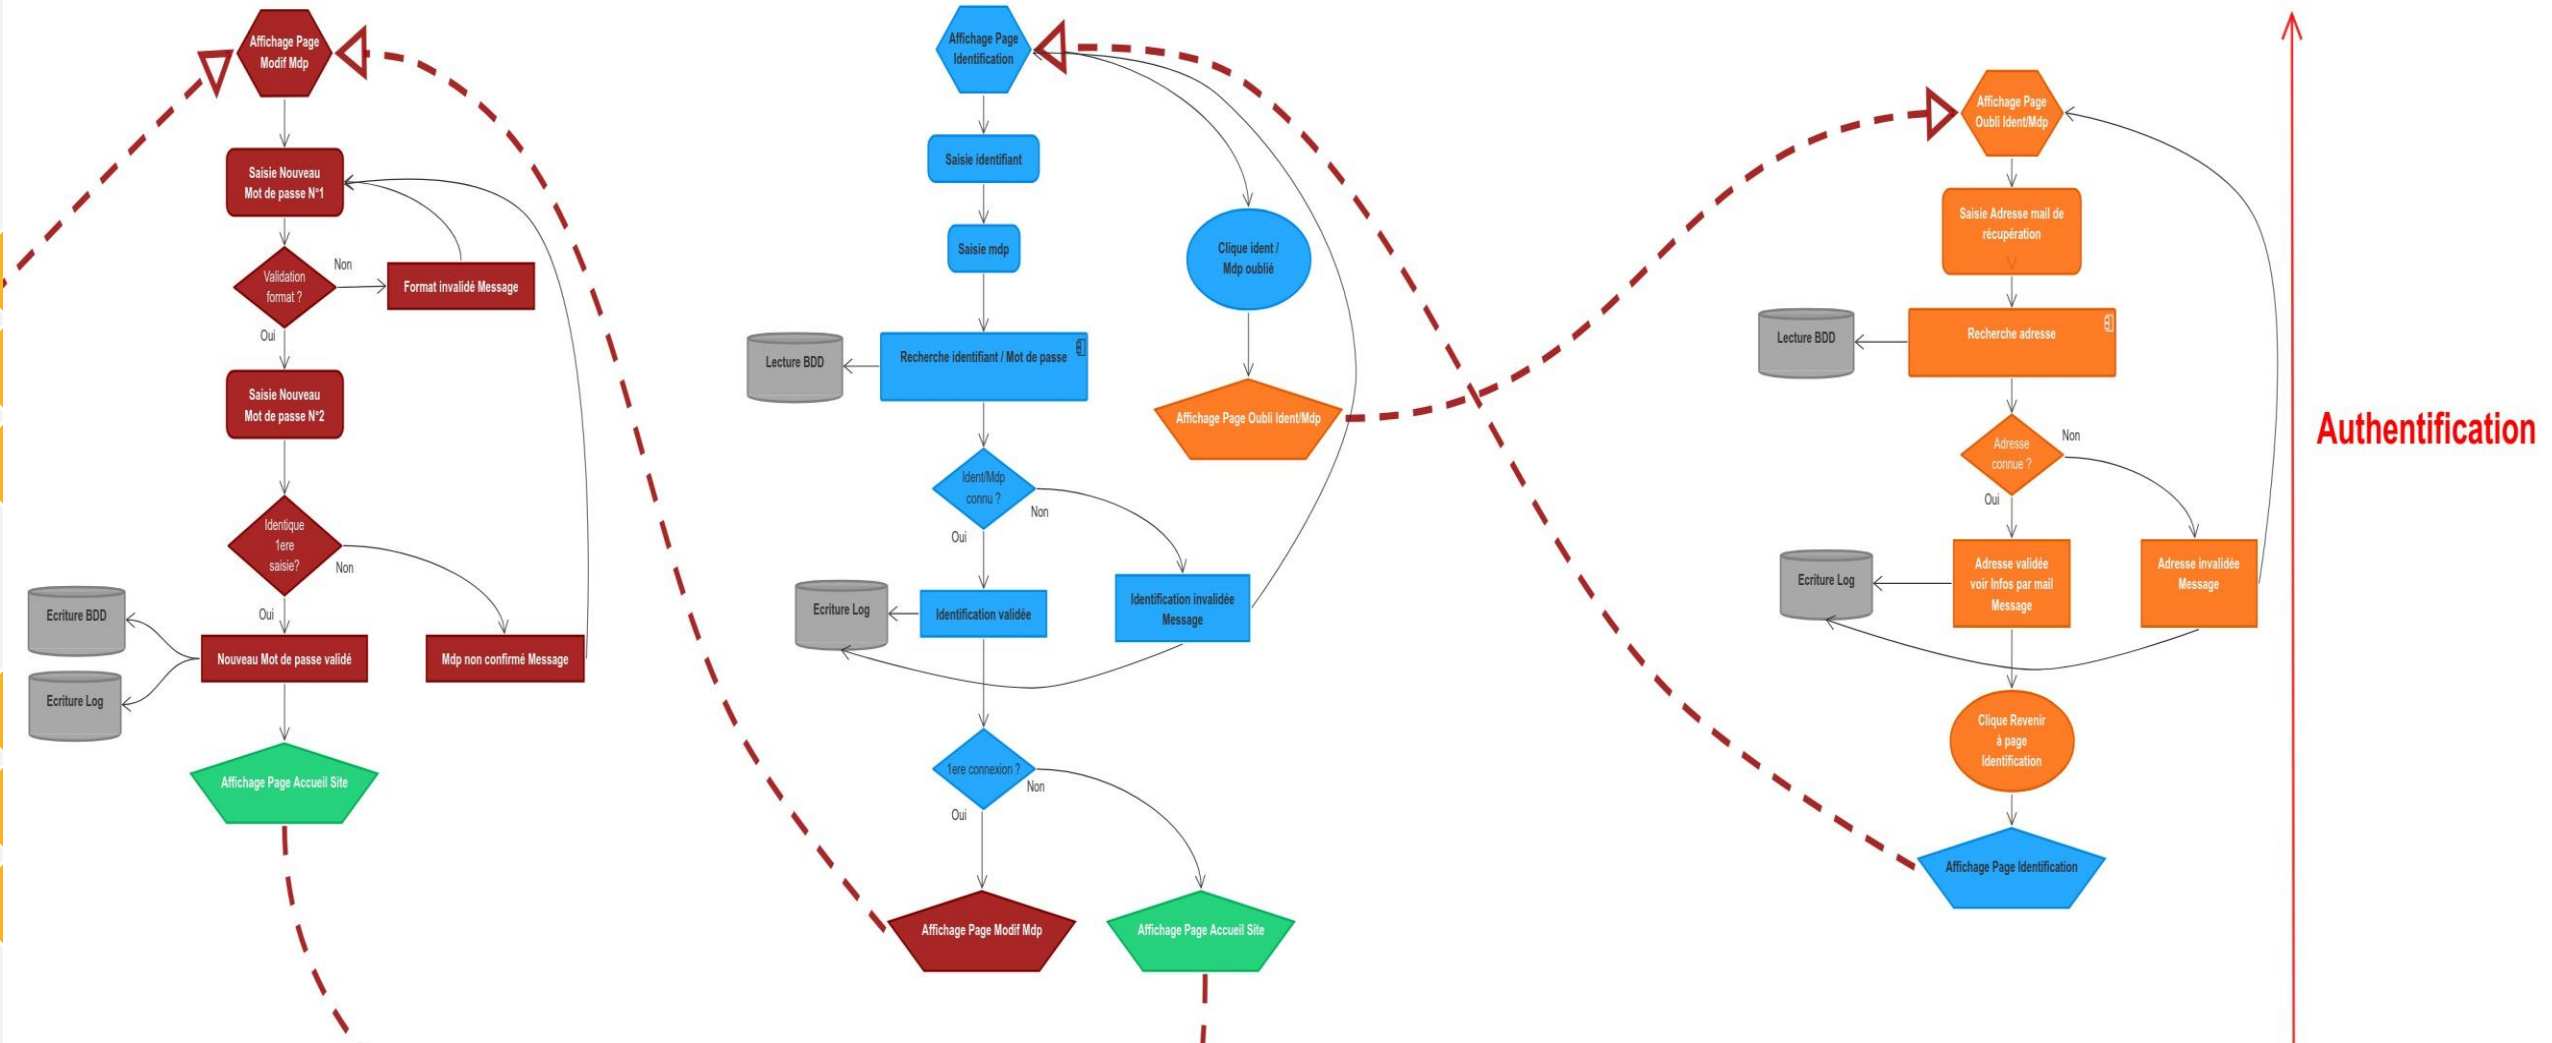 Affichage Page
Modif Mdp
Saisie Nouveau
Mot de passe N°1
Validation
format ?
Non
Format invalidé Message
Oui
Saisie Nouveau
Mot de passe N°2
Identique
1ere
saisie?
Non
Oui
Ecriture BDD
Nouveau Mot de passe validé
Mdp non confirmé Message
Ecriture Log
Affichage Page Accueil Site
Affichage Page
Identification
Saisie identifiant
Saisie mdp
Clique ident /
Mdp oublié
Recherche identifiant / Mot de passe
Lecture BDD
Affichage Page Oubli Ident/Mdp
Ident/Mdp
connu ?
Non
Oui
Ecriture Log
Identification validée
Identification invalidée
Message
1ere connexion ?
Non
Oui
Affichage Page Modif Mdp
Affichage Page Accueil Site
Affichage Page
Oubli Ident/Mdp
Saisie Adresse mail de
récupération
Recherche adresse
Lecture BDD
Adresse
connue ?
Non
Oui
Ecriture Log
Adresse validée
voir Infos par mail
Message
Adresse invalidée
Message
Clique Revenir
à page
Identification
Affichage Page Identification
Authentification